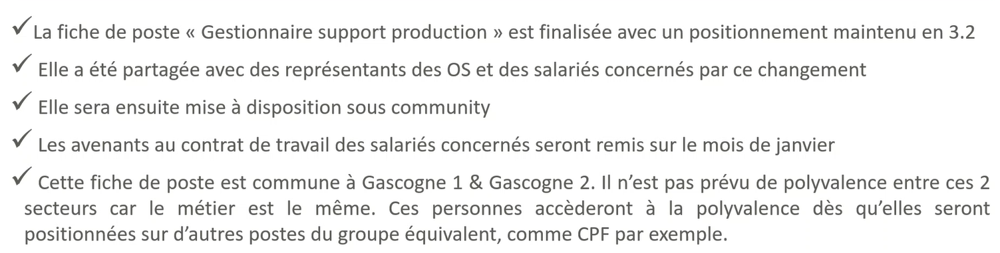 ✓ La fiche de poste « Gestionnaire support production » est finalisée avec un positionnement maintenu en 3.2
✓ Elle a été partagée avec des représentants des OS et des salariés concernés par ce changement
✓ Elle sera ensuite mise à disposition sous community
✓ Les avenants au contrat de travail des salariés concernés seront remis sur le mois de janvier
✓ Cette fiche de poste est commune à Gascogne 1 & Gascogne 2. Il n’est pas prévu de polyvalence entre ces 2
secteurs car le métier est le même. Ces personnes accèderont à la polyvalence dès qu’elles seront
positionnées sur d’autres postes du groupe équivalent, comme CPF par exemple.